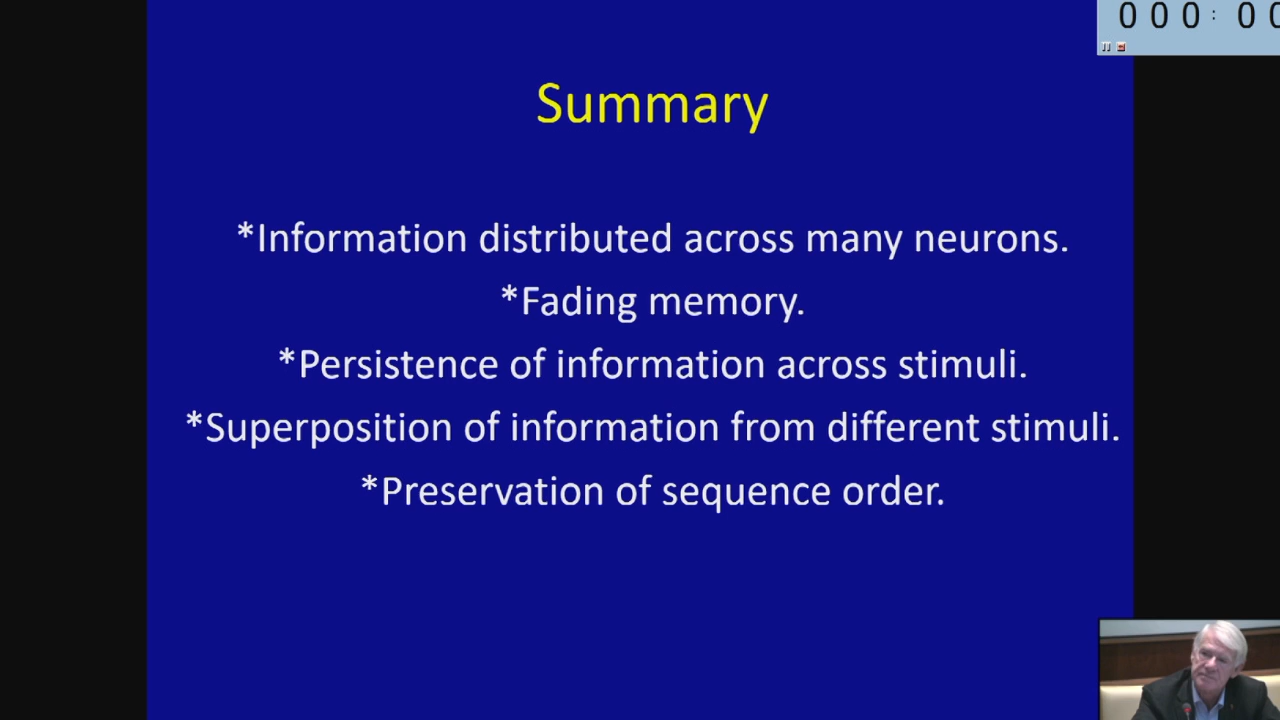 000:00
Summary
*Information distributed across many neurons.
*Fading memory.
*Persistence of information across stimuli.
*Superposition of information from different stimuli.
*Preservation of sequence order.